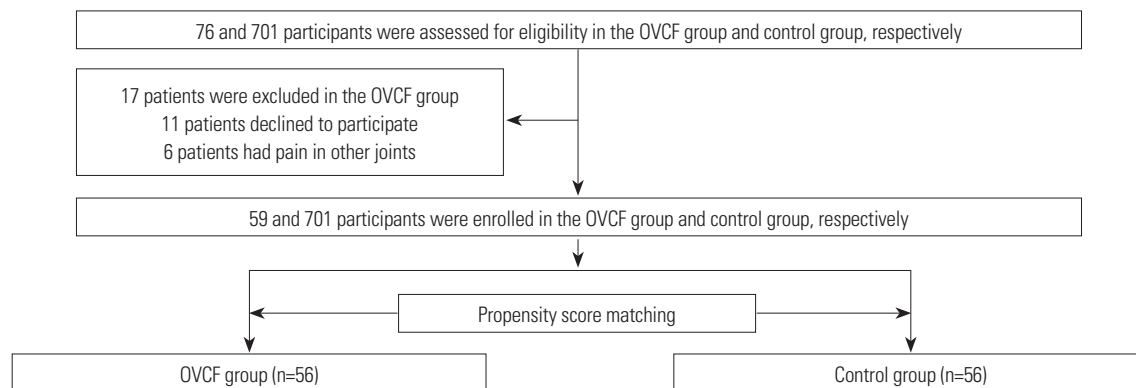 76 and 701 participants were assessed for eligibility in the OVCF group and control group, respectively
17 patients were excluded in the OVCF group
11 patients declined to participate
6 patients had pain in other joints
59 and 701 participants were enrolled in the OVCF group and control group, respectively
Propensity score matching
OVCF group (n=56)
Control group (n=56)